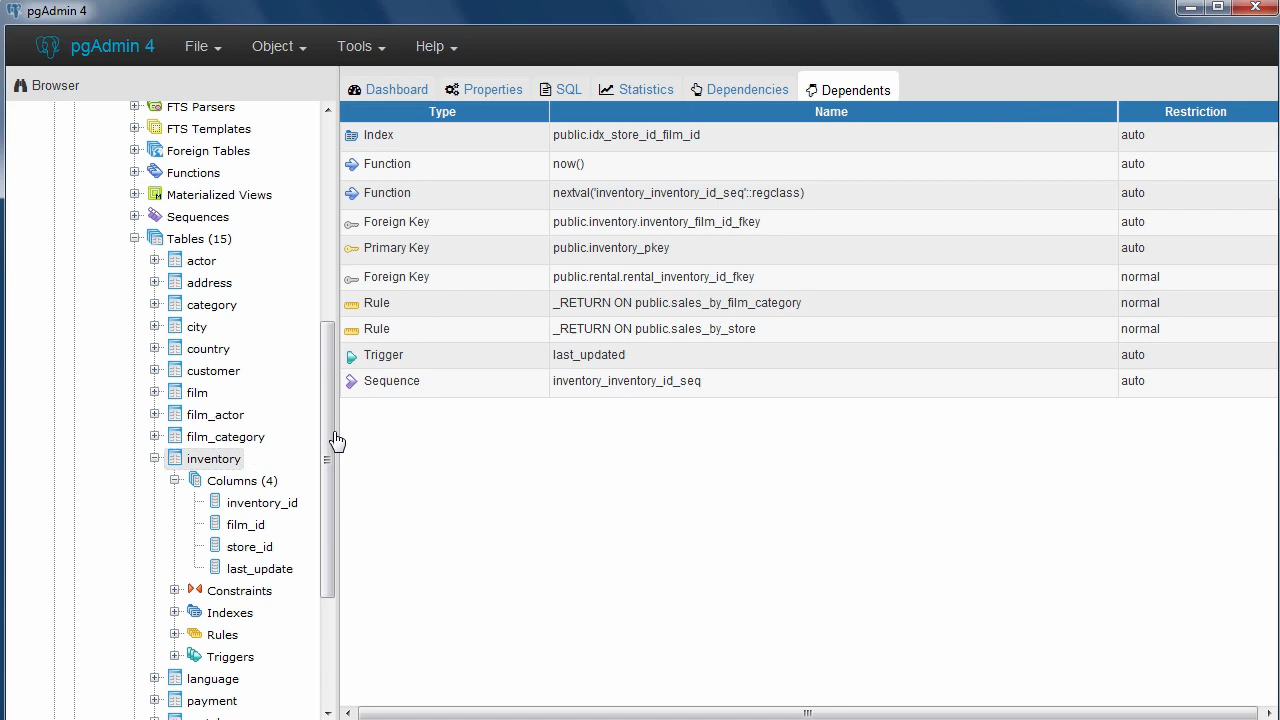 pgAdmin 4
pgAdmin 4 File Object Tools Help
Browser
Dashboard Properties SQL Statistics Dependencies Dependents
FTS Parsers
FTS Templates
Foreign Tables
Functions
Materialized Views
Sequences
Tables (15)
actor
address
category
city
country
customer
film
film_actor
film_category
inventory
Columns (4)
inventory_id
film_id
store_id
last_update
Constraints
Indexes
Rules
Triggers
language
payment
Type Name Restriction
Index public.idx_store_id_film_id auto
Function now() auto
Function nextval('inventory_inventory_id_seq'::regclass) auto
Foreign Key public.inventory.inventory_film_id_fkey auto
Primary Key public.inventory_pkey auto
Foreign Key public.rental.rental_inventory_id_fkey normal
Rule _RETURN ON public.sales_by_film_category normal
Rule _RETURN ON public.sales_by_store normal
Trigger last_updated auto
Sequence inventory_inventory_id_seq auto